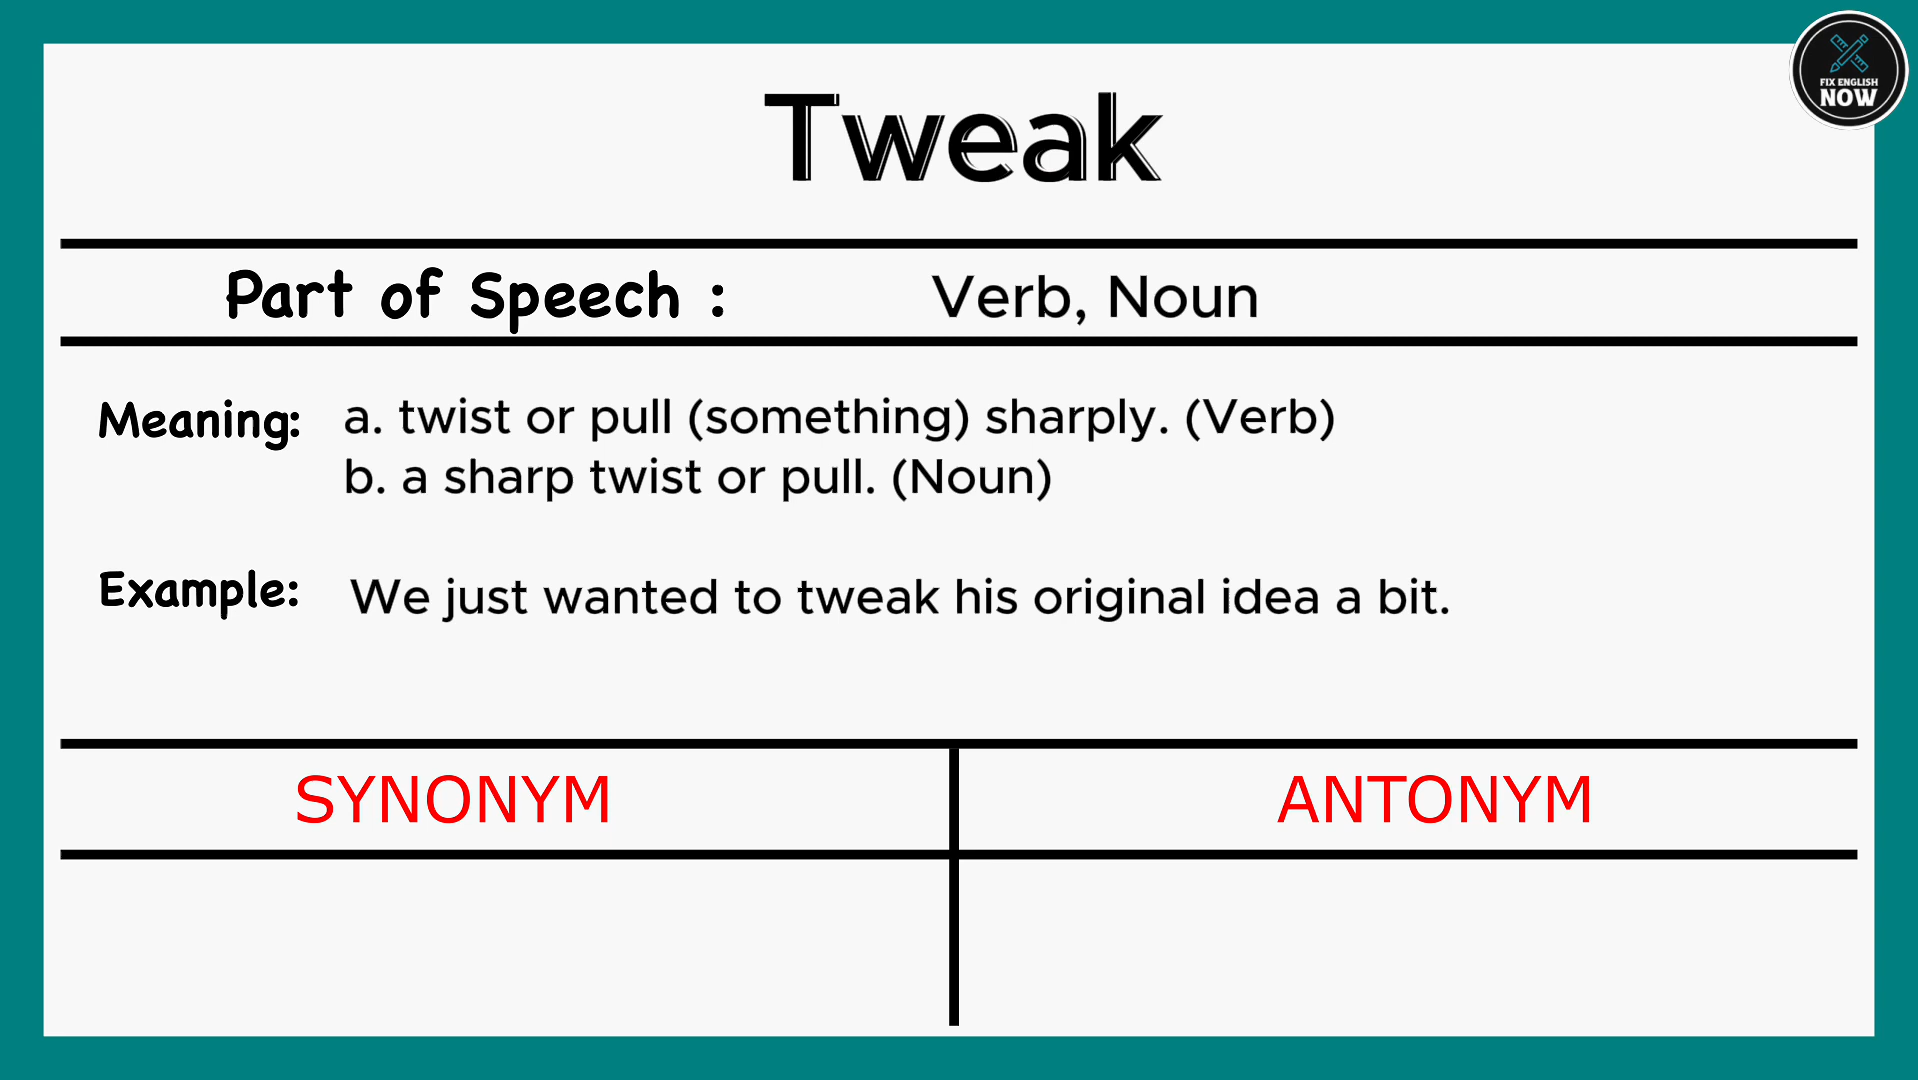 FIX ENGLISH
NOW
Tweak
Part of Speech : Verb, Noun
Meaning: a. twist or pull (something) sharply. (Verb)
b. a sharp twist or pull. (Noun)
Example: We just wanted to tweak his original idea a bit.
SYNONYM ANTONYM